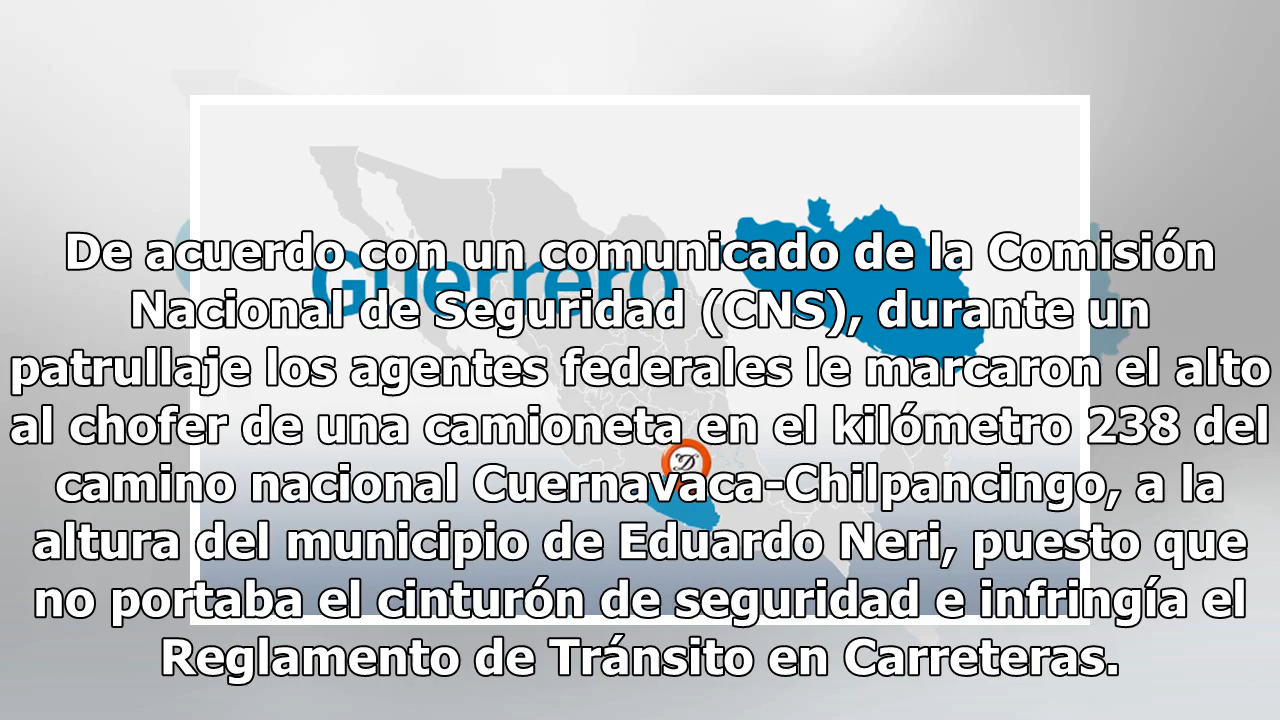 De acuerdo con un comunicado de la Comisión
Guerrero
Nacional de Seguridad (CNS), durante un
patrullaje los agentes federales le marcaron el alto
al chofer de una camioneta en el kilómetro 238 del
D
camino nacional Cuernavaca-Chilpancingo, a la
altura del municipio de Eduardo Neri, puesto que
no portaba el cinturón de seguridad e infringía el
Reglamento de Tránsito en Carreteras.